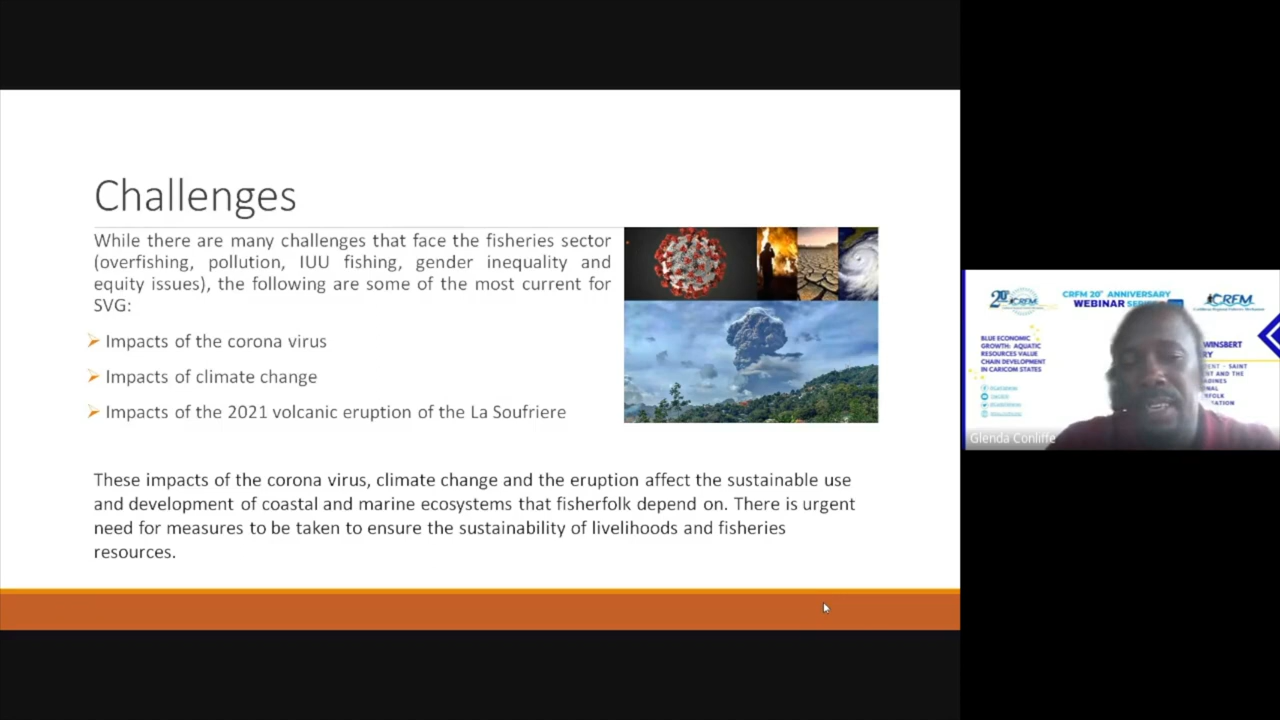 Challenges
While there are many challenges that face the fisheries sector
(overfishing, pollution, IUU fishing, gender inequality and
equity issues), the following are some of the most current for
SVG:
Impacts of the corona virus
Impacts of climate change
Impacts of the 2021 volcanic eruption of the La Soufriere
These impacts of the corona virus, climate change and the eruption affect the sustainable use
and development of coastal and marine ecosystems that fisherfolk depend on. There is urgent
need for measures to be taken to ensure the sustainability of livelihoods and fisheries
resources.
20 CRFM
CRFM 20TH ANNIVERSARY
WEBINAR
CRFM
BLUE ECONOMIC
GROWTH: AQUATIC
RESOURCES VALUE
CHAIN DEVELOPMENT
IN CARICOM STATES
WINSBERT
Glenda Conliffe